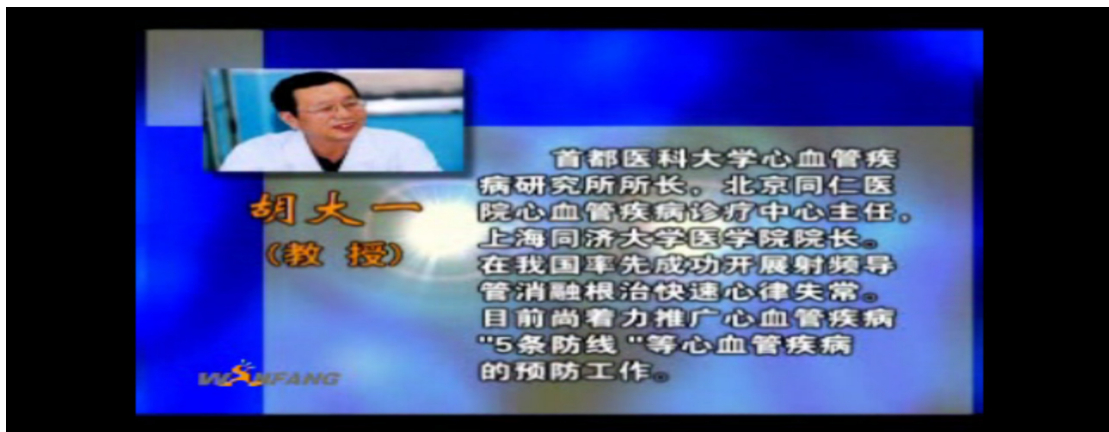 胡大一
(教 授)
首都医科大学心血管疾
病研究所所长，北京同仁医
院心血管疾病诊疗中心主任，
上海同济大学医学院院长。
在我国率先成功开展射频导
管消融根治快速心律失常。
目前尚着力推广心血管疾病
"5条防线"等心血管疾病
的预防工作。
WANFANG